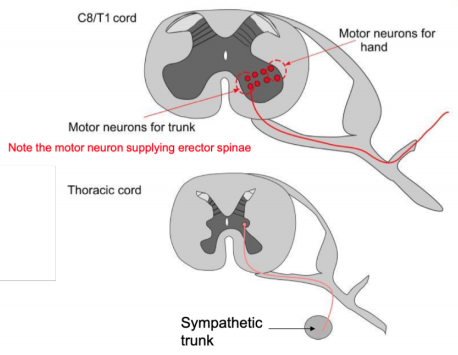 C8/T1 cord
Motor neurons for
hand
Motor neurons for trunk
Note the motor neuron supplying erector spinae
Thoracic cord
Sympathetic
trunk